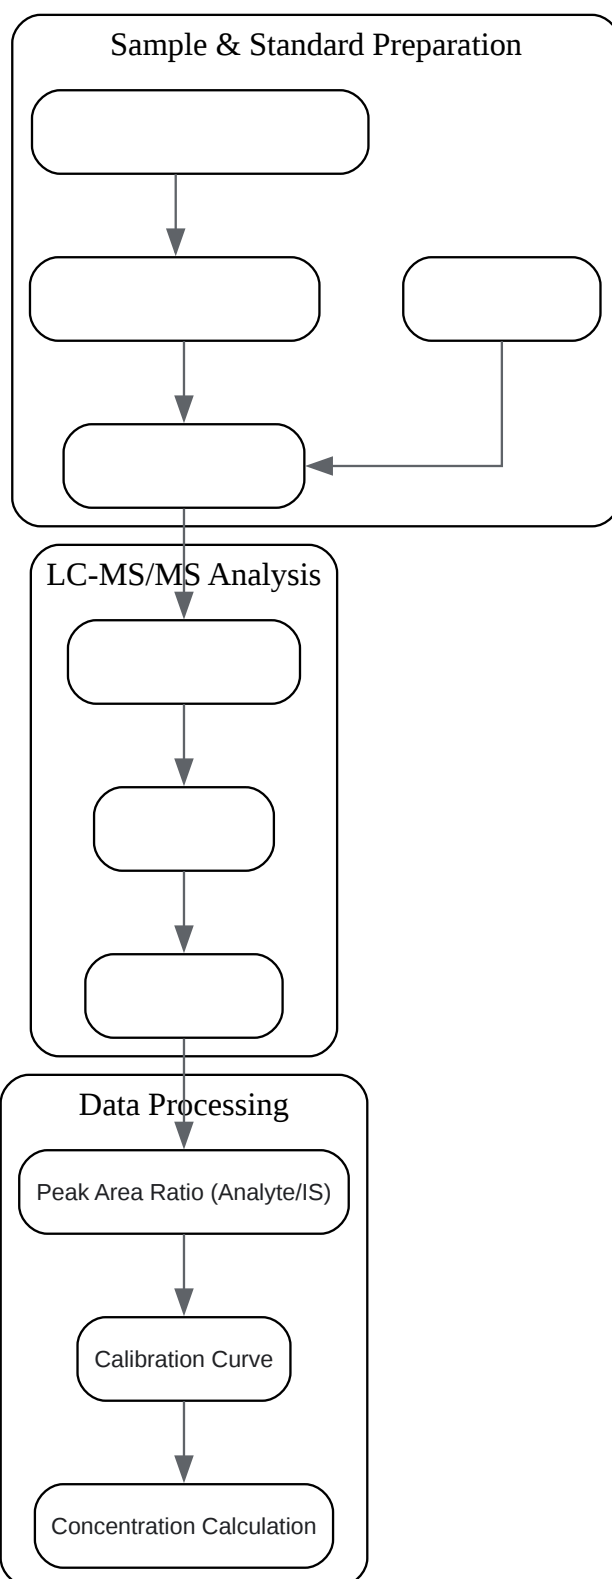 Sample & Standard Preparation
LC-MS/MS Analysis
Data Processing
Peak Area Ratio (Analyte/IS)
Calibration Curve
Concentration Calculation